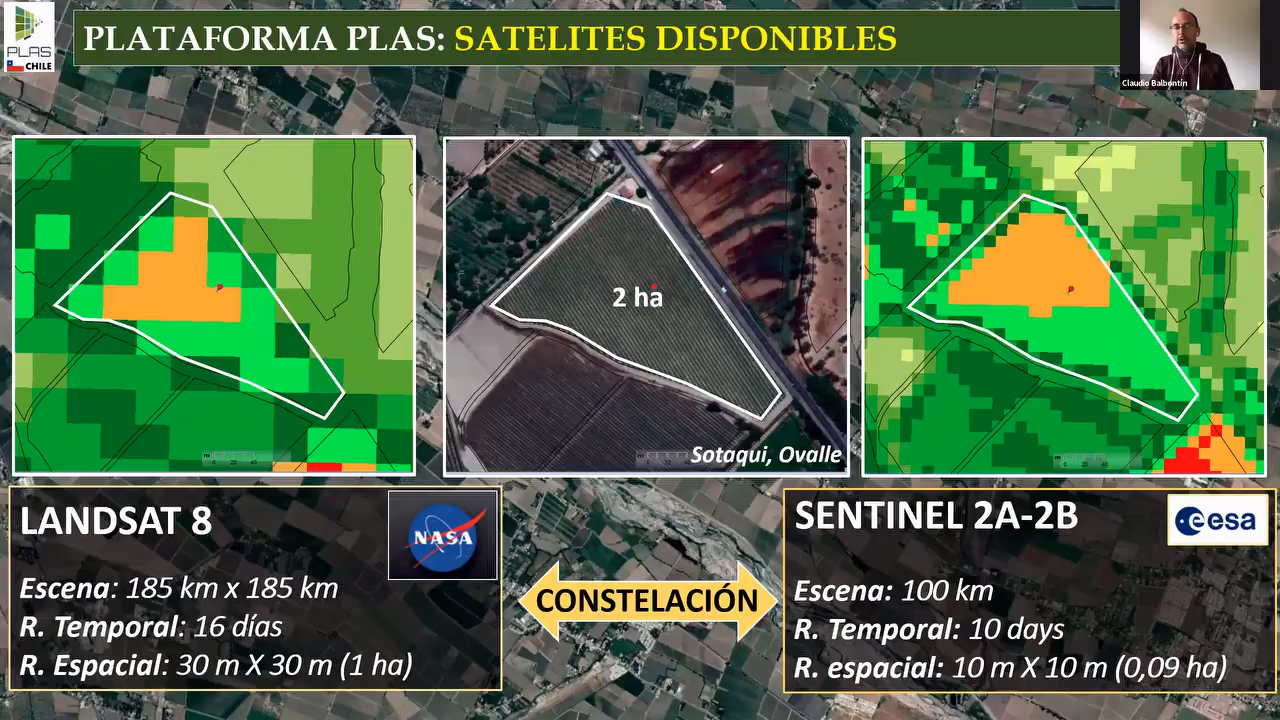 PLAS
CHILE
PLATAFORMA PLAS: SATELITES DISPONIBLES
Claudio Balbontín
2 ha
Sotaqui, Ovalle
LANDSAT 8
NASA
Escena: 185 km x 185 km
R. Temporal: 16 días
R. Espacial: 30 m X 30 m (1 ha)
CONSTELACIÓN
SENTINEL 2A-2B
esa
Escena: 100 km
R. Temporal: 10 days
R. espacial: 10 m X 10 m (0,09 ha)